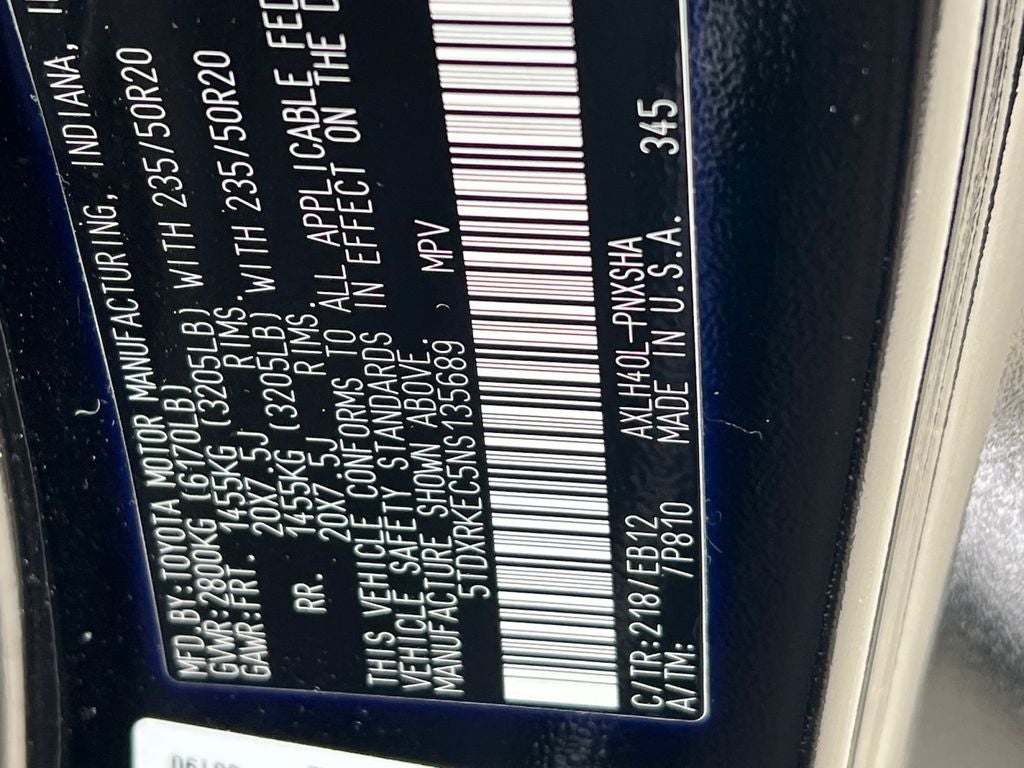 MFD.BY:TOYOTA MOTOR MANUFACTURING, INDIANA,
GVWR:2800KG (6170LB)
GAWR:FRT. 1455KG (3205LB) WITH 235/50R20
20X7.5J RIMS.
RR. 1455KG (3205LB) WITH 235/50R20
20X7.5J RIMS.
THIS VEHICLE CONFORMS TO ALL APPLICABLE FED
VEHICLE SAFETY STANDARDS IN EFFECT ON THE D
MANUFACTURE SHOWN ABOVE.
5TDXRKEC5NS135689 MPV
C/TR:218/EB12 AXLH40L-PNXSHA
A/TM: 7P810 MADE IN U.S.A. 345